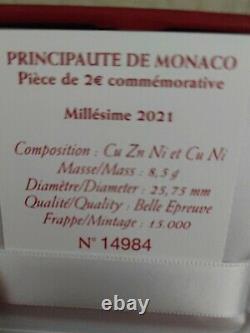 PRINCIPAUTE DE MONACO
Pièce de 2€ commémorative
Millésime 2021
Composition : Cu Zn Ni et Cu Ni
Masse/Mass : 8,5 g
Diamètre/Diameter : 25,75 mm
Qualité/Quality : Belle Epreuve
Frappe/Mintage : 15.000
N° 14984